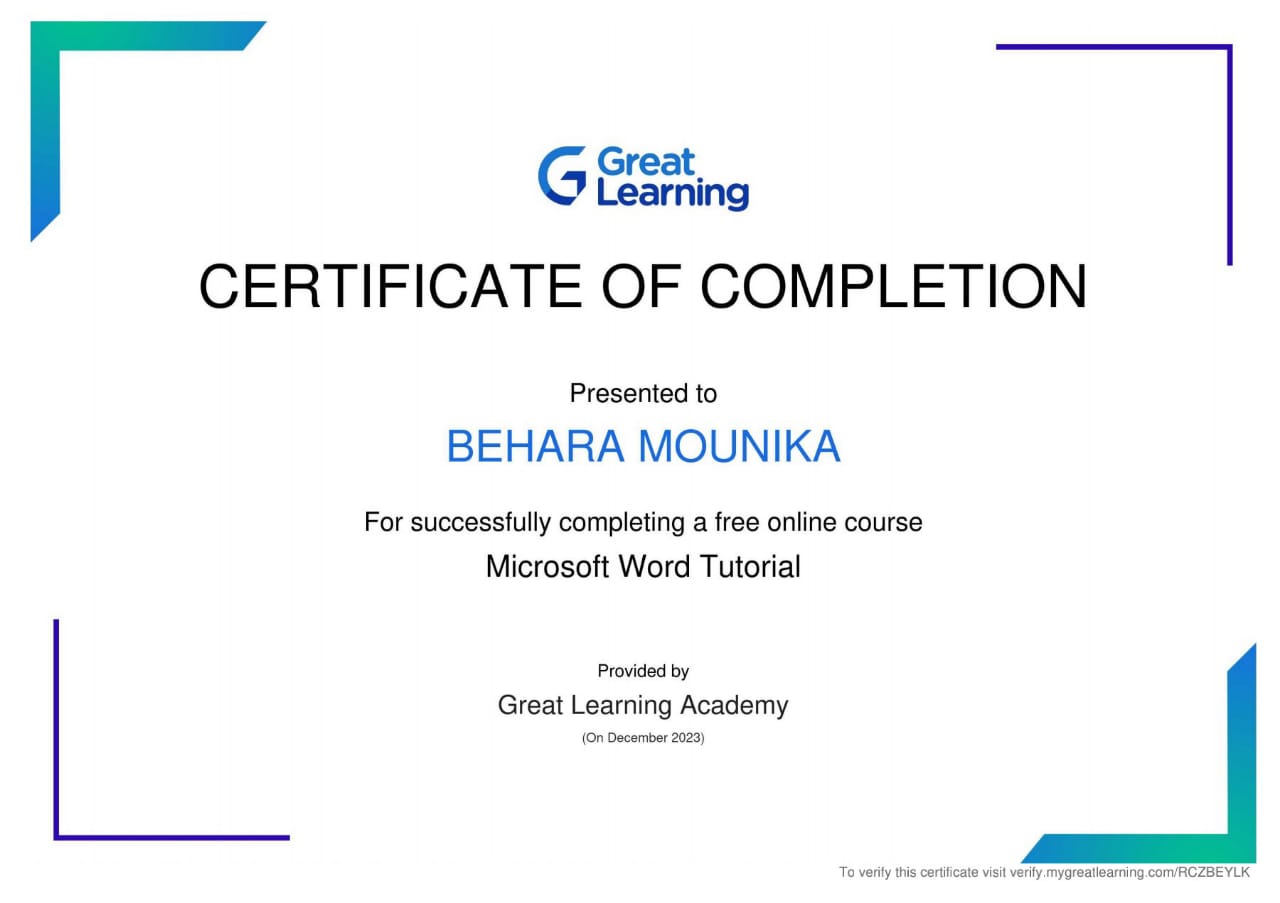 Great
Learning
CERTIFICATE OF COMPLETION
Presented to
BEHARA MOUNIKA
For successfully completing a free online course
Microsoft Word Tutorial
Provided by
Great Learning Academy
(On December 2023)
To verify this certificate visit verify.mygreatlearning.com/RCZBEYLK